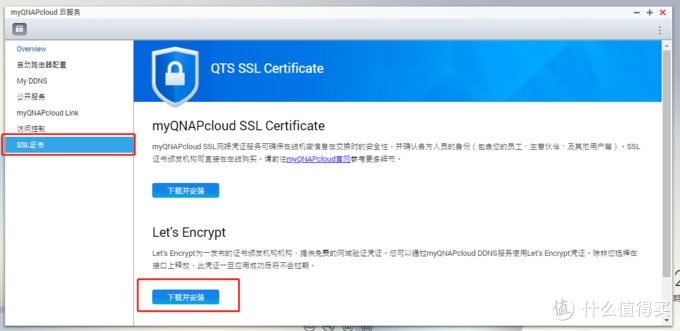 myQNAPcloud 云服务
Overview
自动路由器配置
My DDNS
公开服务
myQNAPcloud Link
访问控制
SSL证书
QTS SSL Certificate
myQNAPcloud SSL Certificate
myQNAPcloud SSL网络凭证服务可确保在线机密信息在交换时的安全性，并确认各方人员的身份（包含您的员工、生意伙伴、及其他用户等）。SSL
证书颁发机构可直接在在线购买。请前往myQNAPcloud官网参考更多细节。
下载并安装
Let's Encrypt
Let's Encrypt为一发布的证书颁发机构机构，提供免费的网域验证凭证。您可以通过myQNAPcloud DDNS服务使用Let's Encrypt凭证。除非您选择在
接口上释放，此凭证一旦应用成功后将不会过期。
下载并安装
值 什么值得买